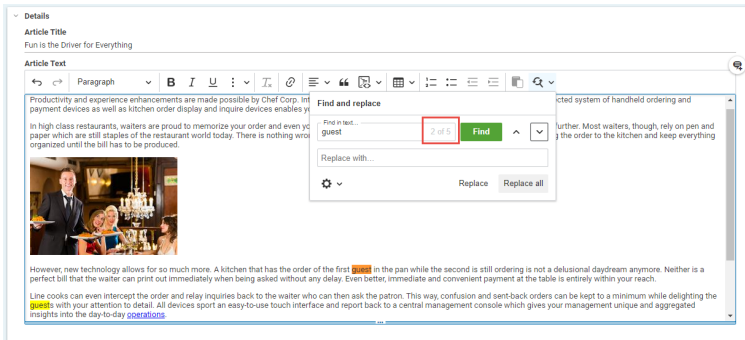 Details
Article Title
Fun is the Driver for Everything
Article Text
Paragraph
B I U
Productivity and experience enhancements are made possible by Chef Corp. Int
cted system of handheld ordering and
payment devices as well as kitchen order display and inquire devices enables y
In high class restaurants, waiters are proud to memorize your order and even yo
urther. Most waiters, though, rely on pen and
paper which are still staples of the restaurant world today. There is nothing wro
g the order to the kitchen and keep everything
organized until the bill has to be produced.
Find and replace
Find in text...
guest
2 of 5
Find
Replace with...
Replace
Replace all
However, new technology allows for so much more. A kitchen that has the order of the first guest in the pan while the second is still ordering is not a delusional daydream anymore. Neither is a
perfect bill that the waiter can print out immediately when being asked without any delay. Even better, immediate and convenient payment at the table is entirely within your reach.
Line cooks can even intercept the order and relay inquiries back to the waiter who can then ask the patron. This way, confusion and sent-back orders can be kept to a minimum while delighting the
guests with your attention to detail. All devices sport an easy-to-use touch interface and report back to a central management console which gives your management unique and aggregated
insights into the day-to-day operations.